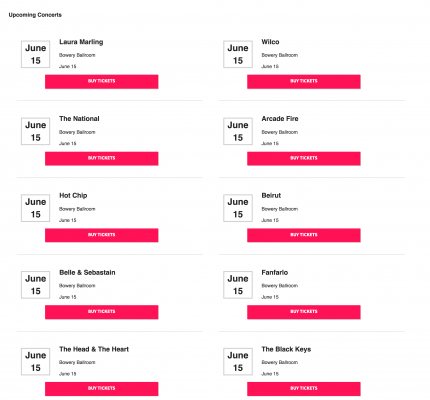 Upcoming Concerts
June
15
Laura Marling
Bowery Ballroom
June 15
BUY TICKETS
June
15
Wilco
Bowery Ballroom
June 15
BUY TICKETS
June
15
The National
Bowery Ballroom
June 15
BUY TICKETS
June
15
Arcade Fire
Bowery Ballroom
June 15
BUY TICKETS
June
15
Hot Chip
Bowery Ballroom
June 15
BUY TICKETS
June
15
Beirut
Bowery Ballroom
June 15
BUY TICKETS
June
15
Belle & Sebastain
Bowery Ballroom
June 15
BUY TICKETS
June
15
Fanfarlo
Bowery Ballroom
June 15
BUY TICKETS
June
15
The Head & The Heart
Bowery Ballroom
June 15
BUY TICKETS
June
15
The Black Keys
Bowery Ballroom
June 15
BUY TICKETS